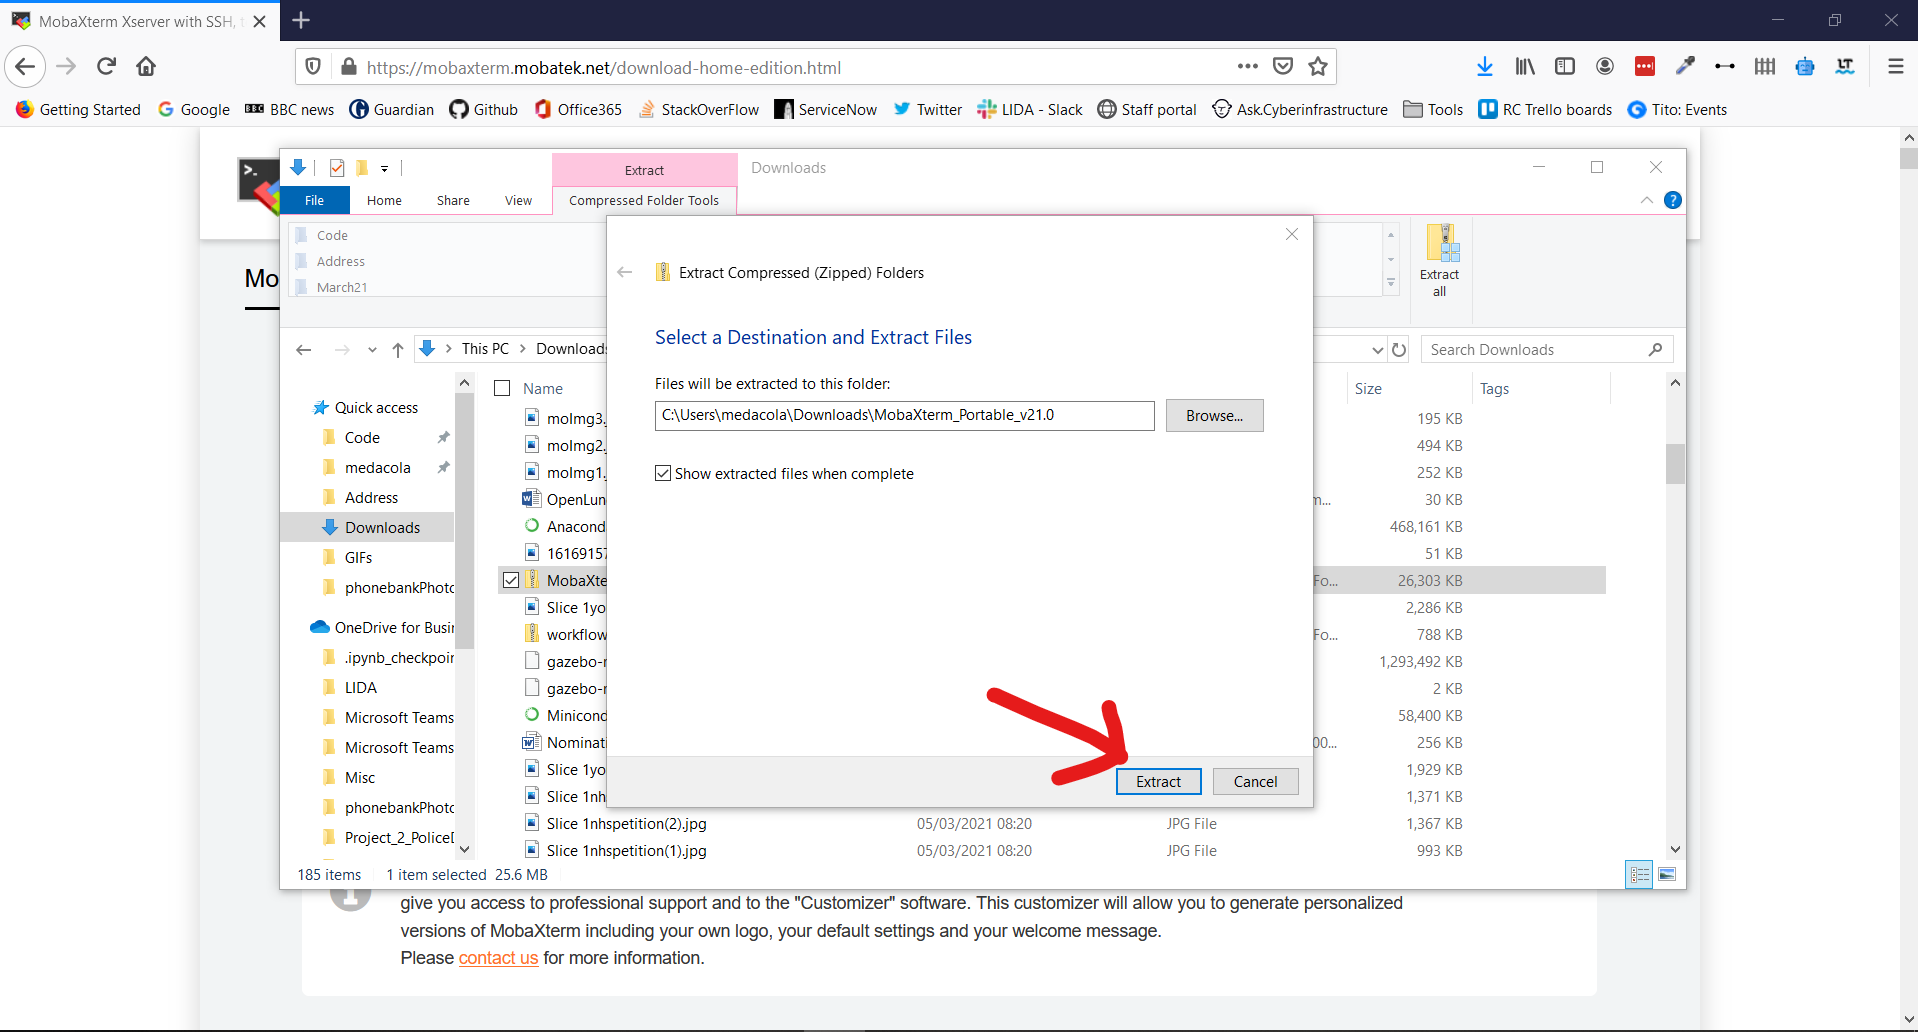 MobaXterm Xserver with SSH, t
https://mobaxterm.mobatek.net/download-home-edition.html
Getting Started Google BBC news Guardian Github Office365 StackOverFlow ServiceNow Twitter LIDA - Slack Staff portal Ask.Cyberinfrastructure Tools RC Trello boards Tito: Events
Extract Downloads
File Home Share View Compressed Folder Tools
Code
Address
March21
Mo
Extract
all
Extract Compressed (Zipped) Folders
Select a Destination and Extract Files
Files will be extracted to this folder:
C:\Users\medacola\Downloads\MobaXterm_Portable_v21.0
Browse...
Show extracted files when complete
Extract Cancel
This PC Downloads
Search Downloads
Quick access
Code
medacola
Address
Downloads
GIFs
phonebankPhoto
OneDrive for Busin
.ipynb_checkpoin
LIDA
Microsoft Teams
Microsoft Teams
Misc
phonebankPhoto
Project_2_PoliceD
Name Size Tags
molmg3. 195 KB
molmg2. 494 KB
molmg1. 252 KB
OpenLun m... 30 KB
Anacond 468,161 KB
16169157 51 KB
MobaXte Fo... 26,303 KB
Slice 1yo 2,286 KB
workflow Fo... 788 KB
gazebo-r 1,293,492 KB
gazebo-r 2 KB
Minicond 58,400 KB
Nominati 00... 256 KB
Slice 1yo 1,929 KB
Slice 1nh 1,371 KB
Slice 1nhspetition(2).jpg 05/03/2021 08:20 JPG File 1,367 KB
Slice 1nhspetition(1).jpg 05/03/2021 08:20 JPG File 993 KB
185 items 1 item selected 25.6 MB
give you access to professional support and to the "Customizer" software. This customizer will allow you to generate personalized
versions of MobaXterm including your own logo, your default settings and your welcome message.
Please contact us for more information.